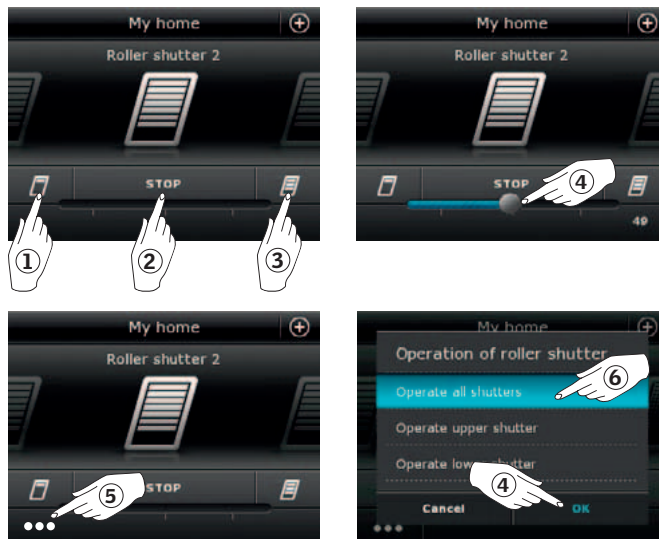 My home
Roller shutter 2
STOP
1
2
3
My home
Roller shutter 2
STOP
4
49
My home
Roller shutter 2
STOP
5
My home
Operation of roller shutter
Operate all shutters
6
Operate upper shutter
Operate lower shutter
4
Cancel OK